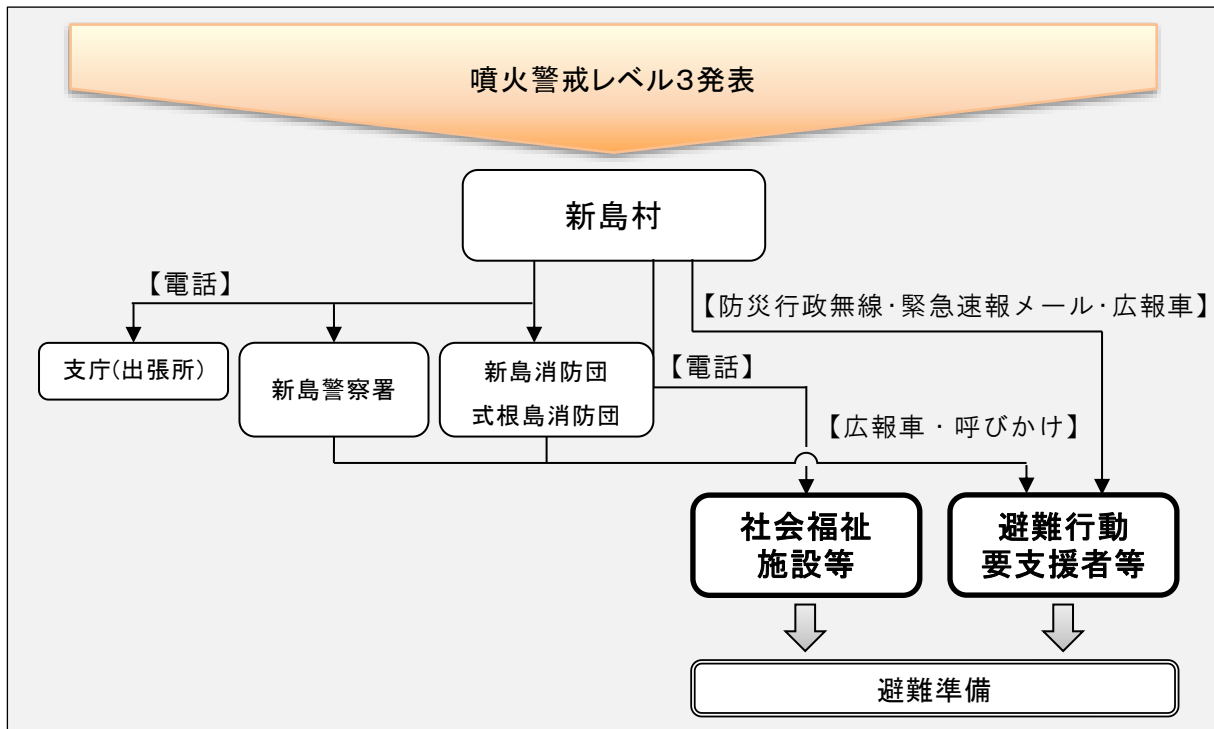 噴火警戒レベル３発表
新島村
【電話】
【防災行政無線･緊急速報メール･広報車】
支庁(出張所)
新島警察署
新島消防団
式根島消防団
【電話】
【広報車・呼びかけ】
社会福祉
施設等
避難行動
要支援者等
避難準備